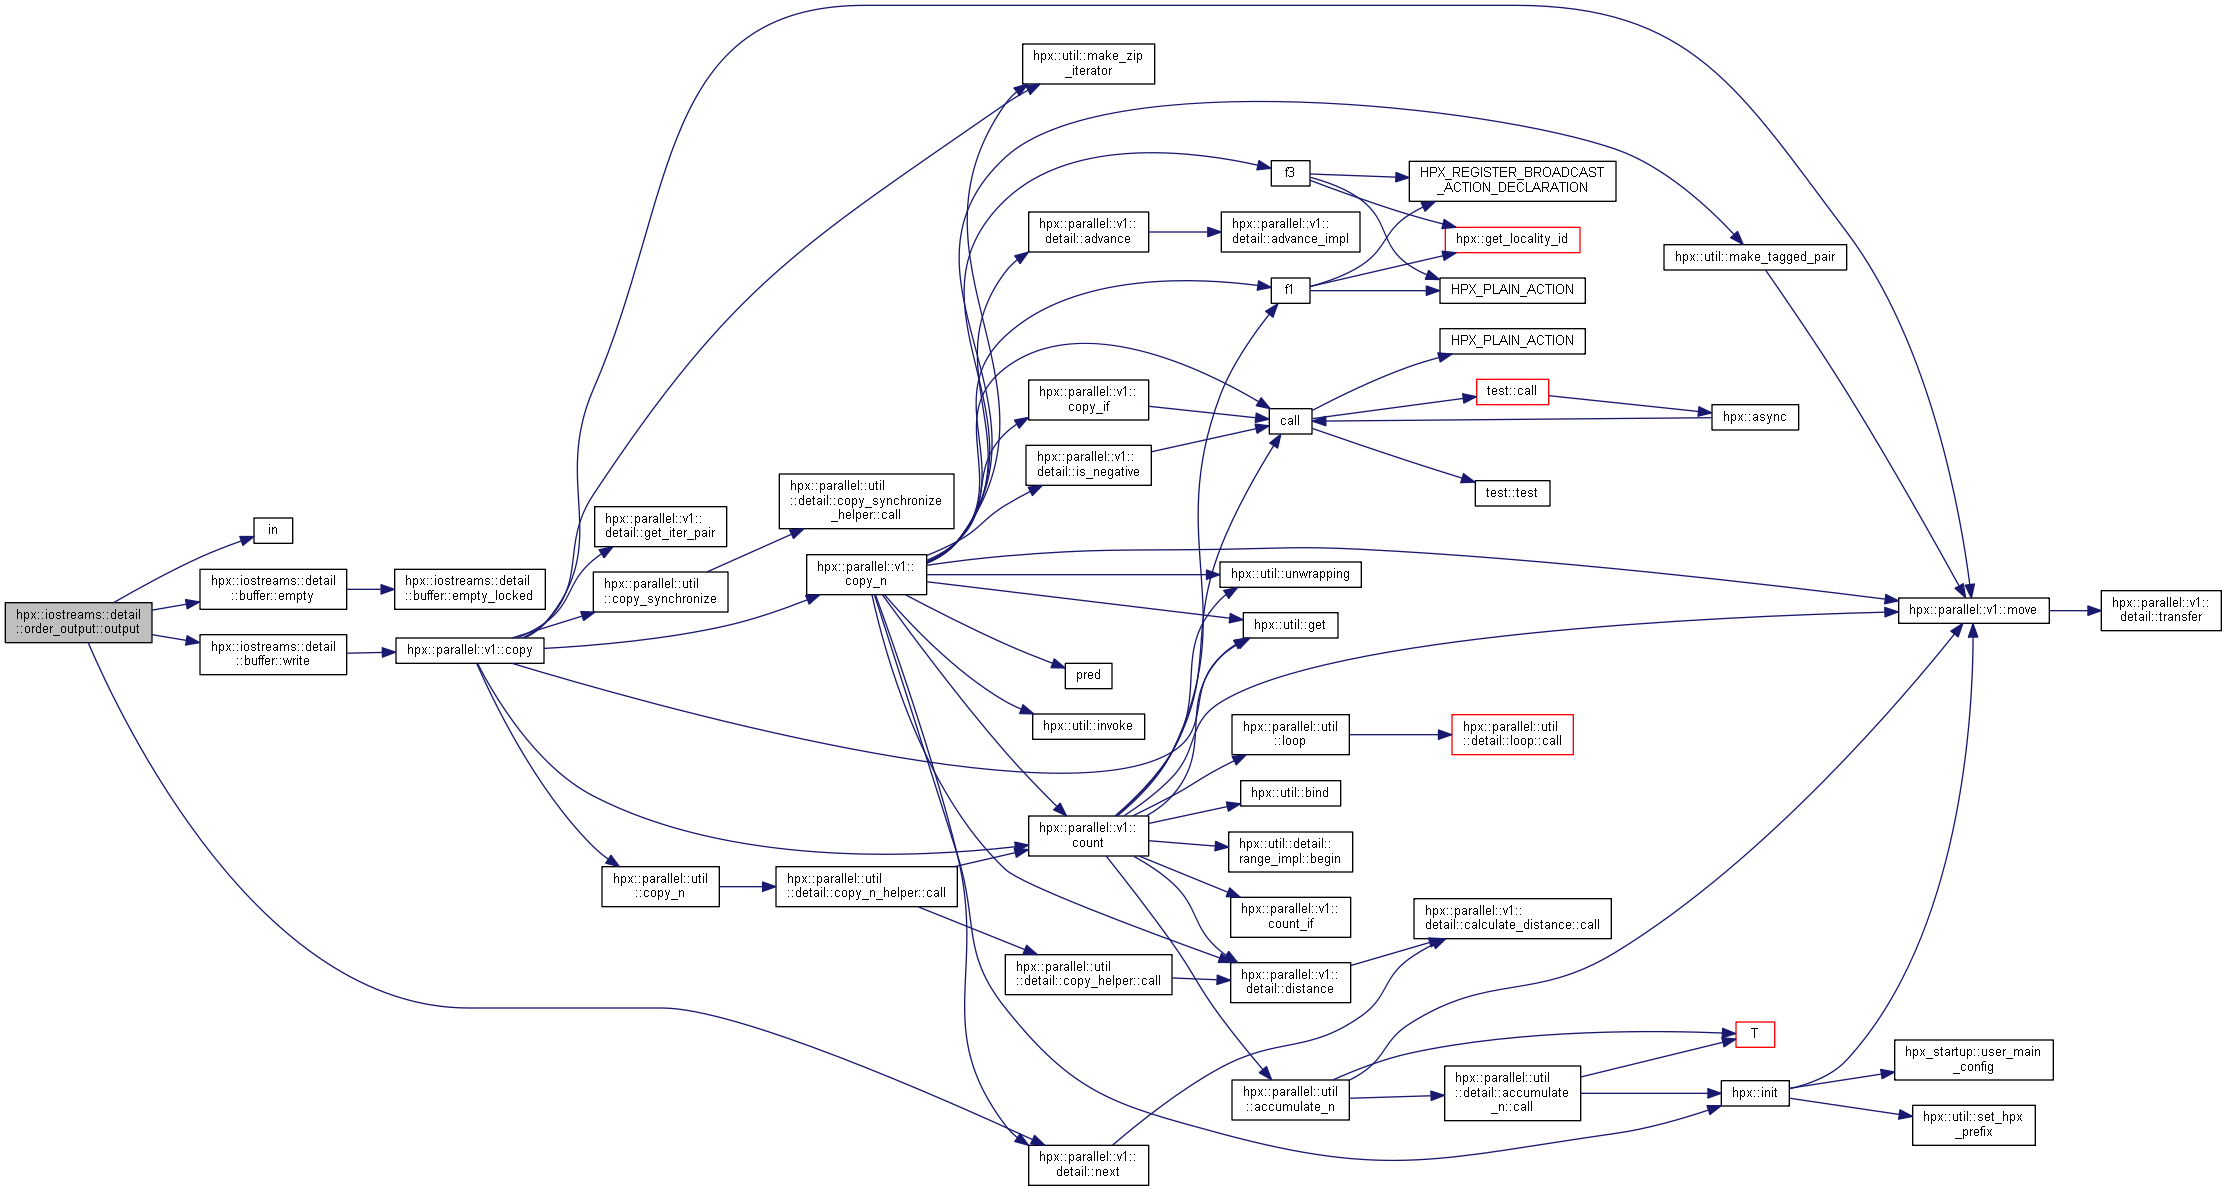 hpx::iostreams::detail
::order_output::output
in
hpx::iostreams::detail
::buffer::empty
hpx::iostreams::detail
::buffer::write
hpx::iostreams::detail
::buffer::empty_locked
hpx::parallel::v1::copy
hpx::parallel::v1::
detail::get_iter_pair
hpx::parallel::util
::copy_synchronize
hpx::parallel::util
::copy_n
hpx::parallel::util
::detail::copy_synchronize
_helper::call
hpx::parallel::v1::
copy_n
hpx::parallel::util
::detail::copy_n_helper::call
hpx::util::make_zip
_iterator
hpx::parallel::v1::
detail::advance
hpx::parallel::v1::
copy_if
hpx::parallel::v1::
detail::is_negative
pred
hpx::util::invoke
hpx::parallel::v1::
count
hpx::parallel::util
::detail::copy_helper::call
hpx::parallel::v1::
detail::next
f3
hpx::parallel::v1::
detail::advance_impl
f1
call
hpx::util::unwrapping
hpx::util::get
hpx::parallel::util
::loop
hpx::util::bind
hpx::util::detail::
range_impl::begin
hpx::parallel::v1::
count_if
hpx::parallel::v1::
detail::distance
hpx::parallel::util
::accumulate_n
HPX_REGISTER_BROADCAST
_ACTION_DECLARATION
hpx::get_locality_id
HPX_PLAIN_ACTION
HPX_PLAIN_ACTION
test::call
test::test
hpx::parallel::util
::detail::loop::call
hpx::parallel::v1::
detail::calculate_distance::call
hpx::parallel::util
::detail::accumulate
_n::call
hpx::util::make_tagged_pair
hpx::async
T
hpx::init
hpx::parallel::v1::move
hpx_startup::user_main
_config
hpx::util::set_hpx
_prefix
hpx::parallel::v1::
detail::transfer